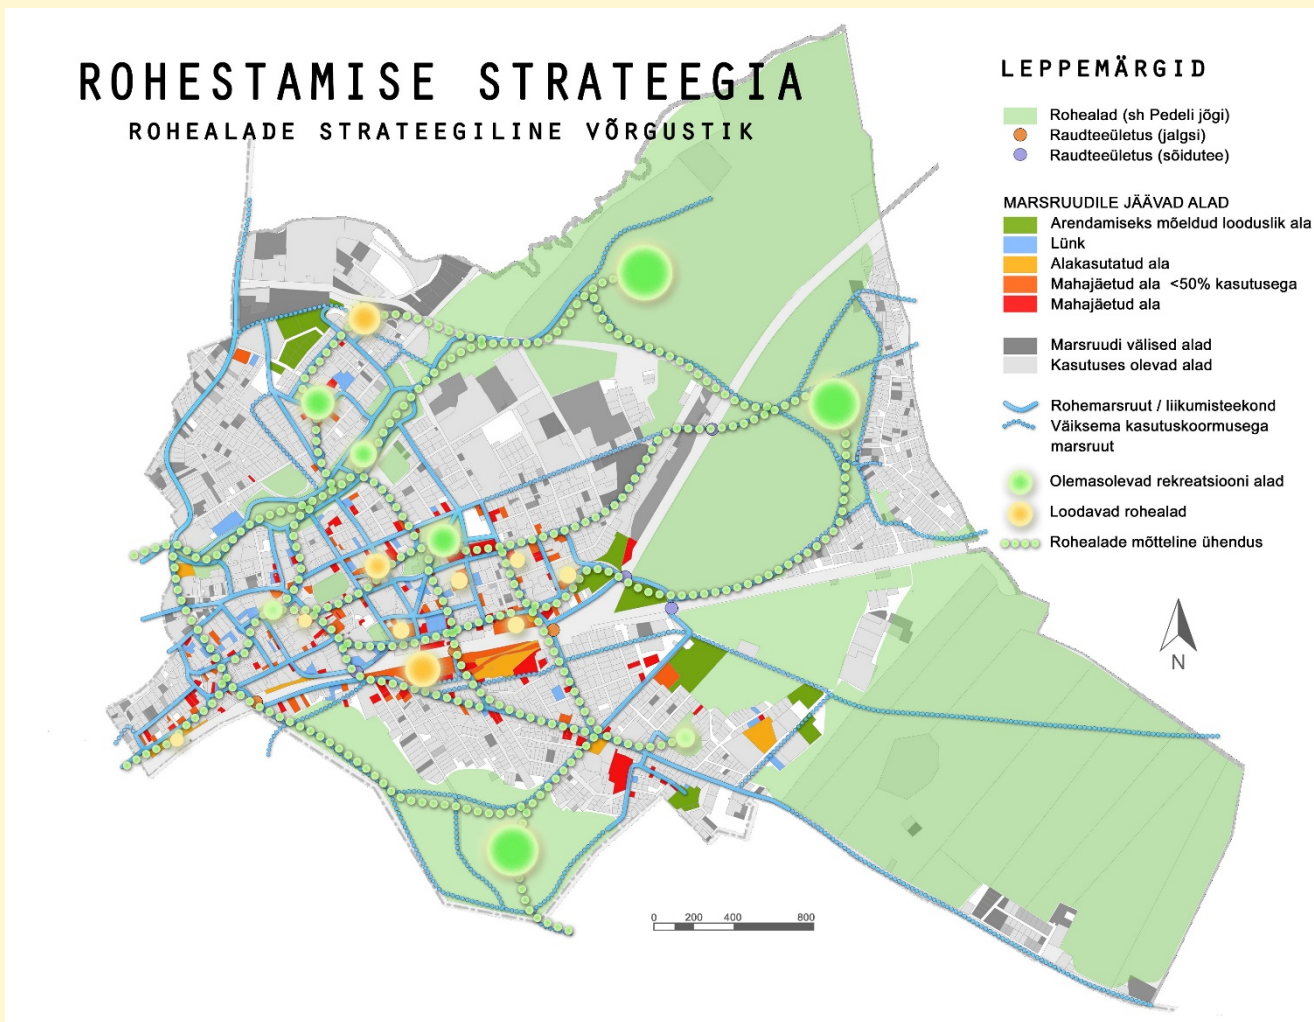 ROHESTAMISE STRATEEGIA
ROHEALADE STRATEEGILINE VÕRGUSTIK
LEPPEMÄRGID
Rohealad (sh Pedeli jõgi)
Raudteeületus (jalgsi)
Raudteeületus (sõidutee)
MARSRUUDILE JÄÄVAD ALAD
Arendamiseks mõeldud looduslik ala
Lünk
Alakasutatud ala
Mahajäetud ala <50% kasutusega
Mahajäetud ala
Marsruudi välised alad
Kasutuses olevad alad
Rohemarsruut / liikumisteekond
Väiksema kasutuskoormusega
marsruut
Olemasolevad rekreatsiooni alad
Loodavad rohealad
Rohealade mõtteline ühendus
N
0 200 400 800